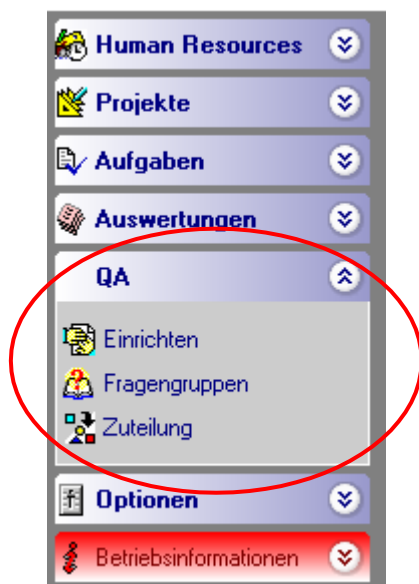 Human Resources
Projekte
Aufgaben
Auswertungen
QA
Einrichten
Fragengruppen
Zuteilung
Optionen
Betriebsinformationen